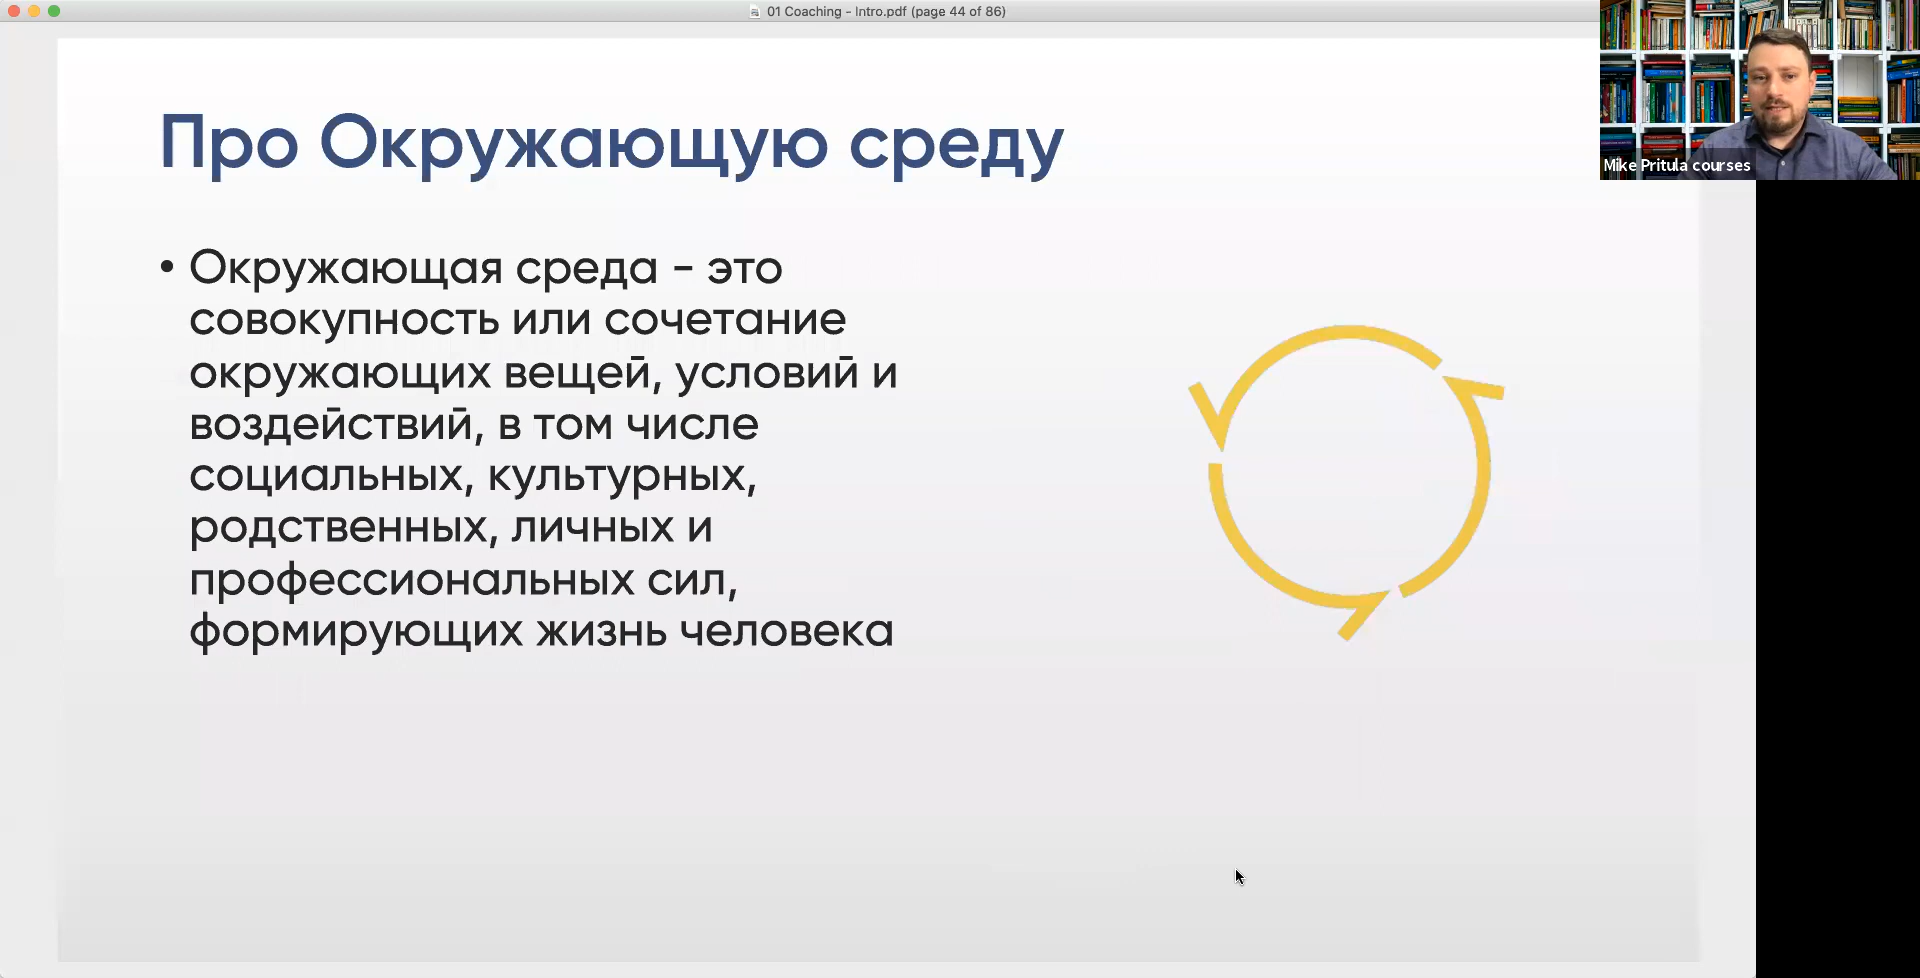 01 Coaching - Intro.pdf (page 44 of 86)
Mike Pritula courses
Про Окружающую среду
• Окружающая среда - это
совокупность или сочетание
окружающих вещей, условий и
воздействий, в том числе
социальных, культурных,
родственных, личных и
профессиональных сил,
формирующих жизнь человека